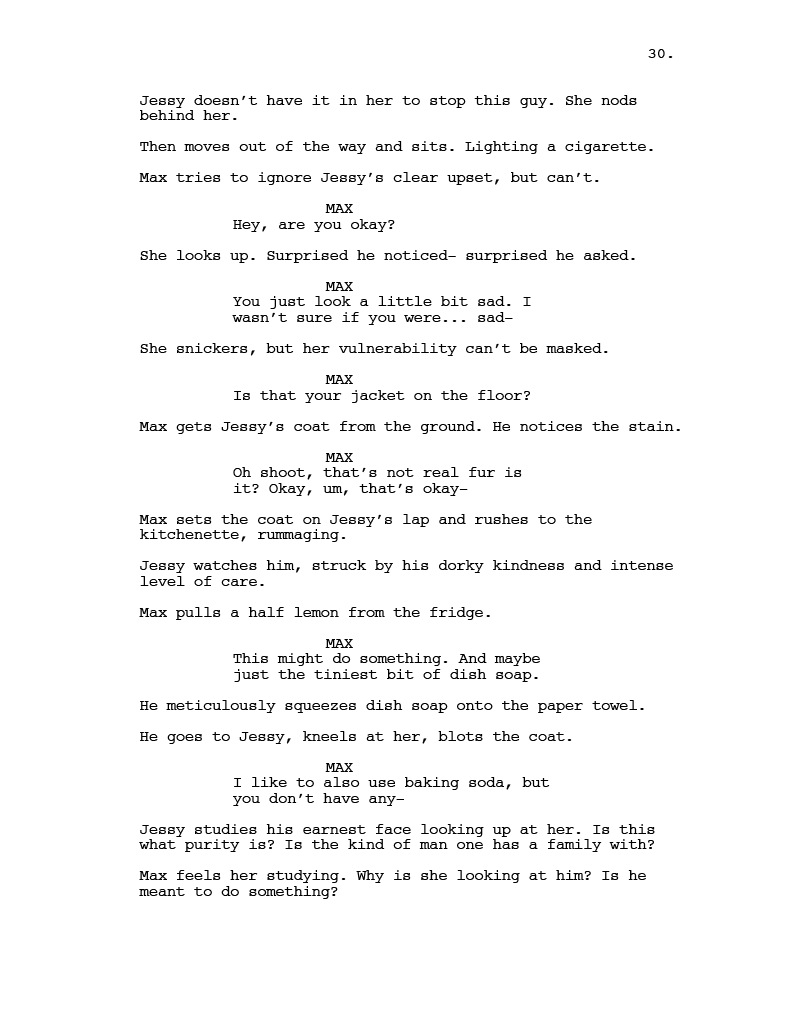 30.
Jessy doesn't have it in her to stop this guy. She nods
behind her.
Then moves out of the way and sits. Lighting a cigarette.
Max tries to ignore Jessy's clear upset, but can't.
MAX
Hey, are you okay?
She looks up. Surprised he noticed– surprised he asked.
MAX
You just look a little bit sad. I
wasn't sure if you were... sad–
She snickers, but her vulnerability can't be masked.
MAX
Is that your jacket on the floor?
Max gets Jessy's coat from the ground. He notices the stain.
MAX
Oh shoot, that's not real fur is
it? Okay, um, that's okay–
Max sets the coat on Jessy's lap and rushes to the
kitchenette, rummaging.
Jessy watches him, struck by his dorky kindness and intense
level of care.
Max pulls a half lemon from the fridge.
MAX
This might do something. And maybe
just the tiniest bit of dish soap.
He meticulously squeezes dish soap onto the paper towel.
He goes to Jessy, kneels at her, blots the coat.
MAX
I like to also use baking soda, but
you don't have any–
Jessy studies his earnest face looking up at her. Is this
what purity is? Is the kind of man one has a family with?
Max feels her studying. Why is she looking at him? Is he
meant to do something?